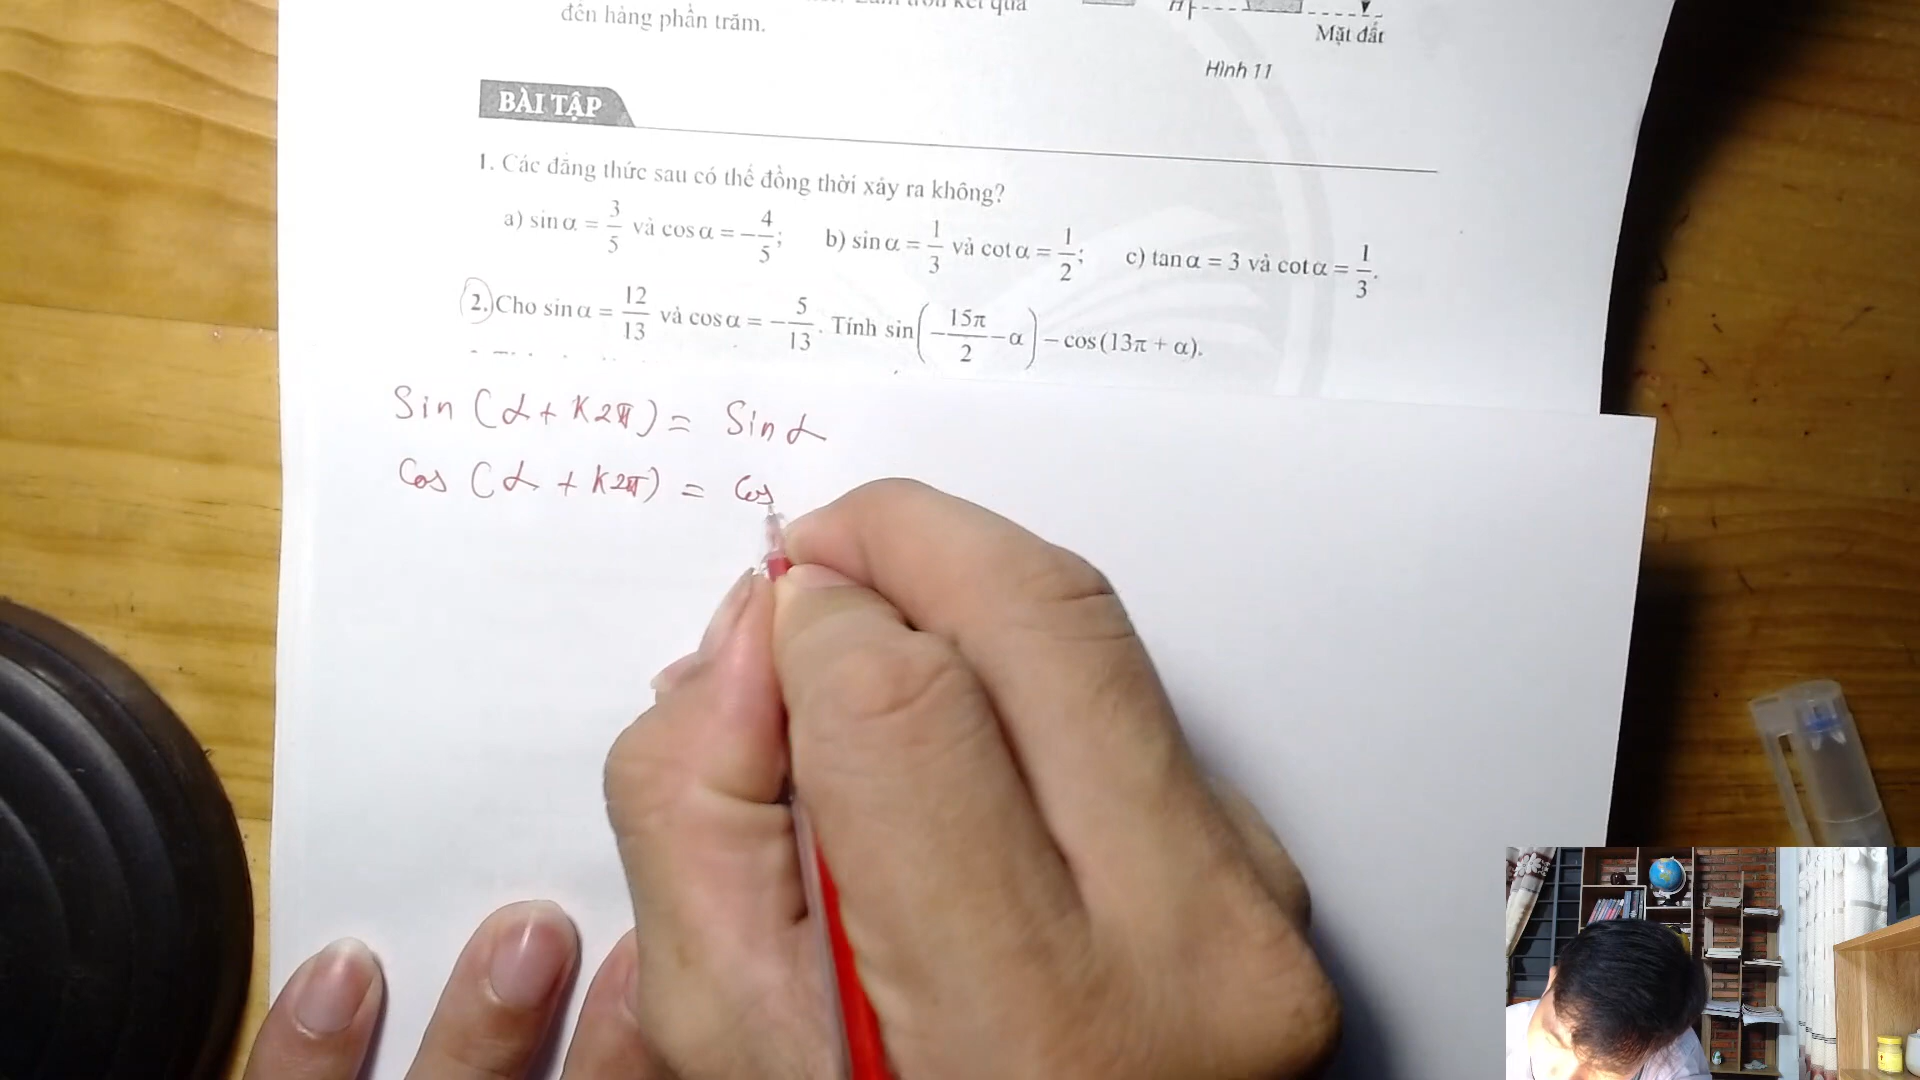 kết quả
đến hàng phần trăm.
H
Mặt đất
Hình 11
BÀI TẬP
1. Các đẳng thức sau có thể đồng thời xảy ra không?
a) sin α = 3/5 và cos α = −4/5; b) sin α = 1/3 và cot α = 1/2; c) tan α = 3 và cot α = 1/3.
2. Cho sin α = 12/13 và cos α = −5/13. Tính sin(−15π/2 − α) − cos(13π + α).
Sin (α + K2π) = Sin α
Cos (α + K2π) = Cos